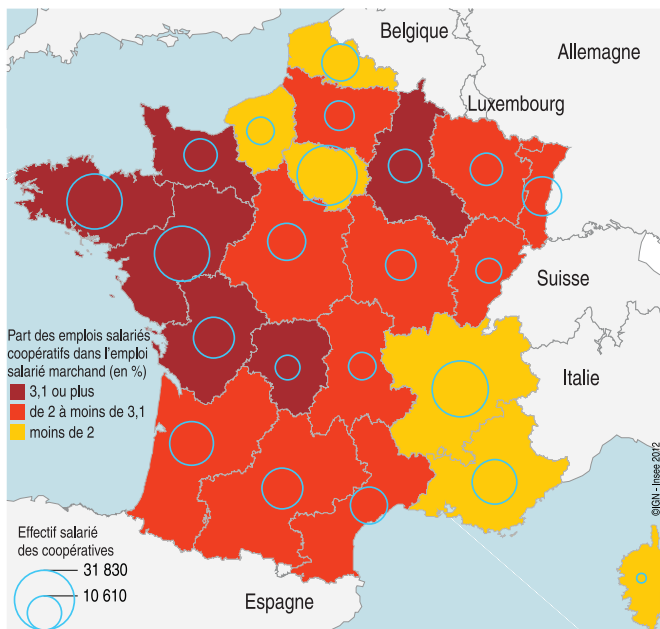 Belgique
Allemagne
Luxembourg
Suisse
Italie
Part des emplois salariés
coopératifs dans l'emploi
salarié marchand (en %)
3,1 ou plus
de 2 à moins de 3,1
moins de 2
©IGN - Insee 2012
Effectif salarié
des coopératives
31 830
10 610
Espagne